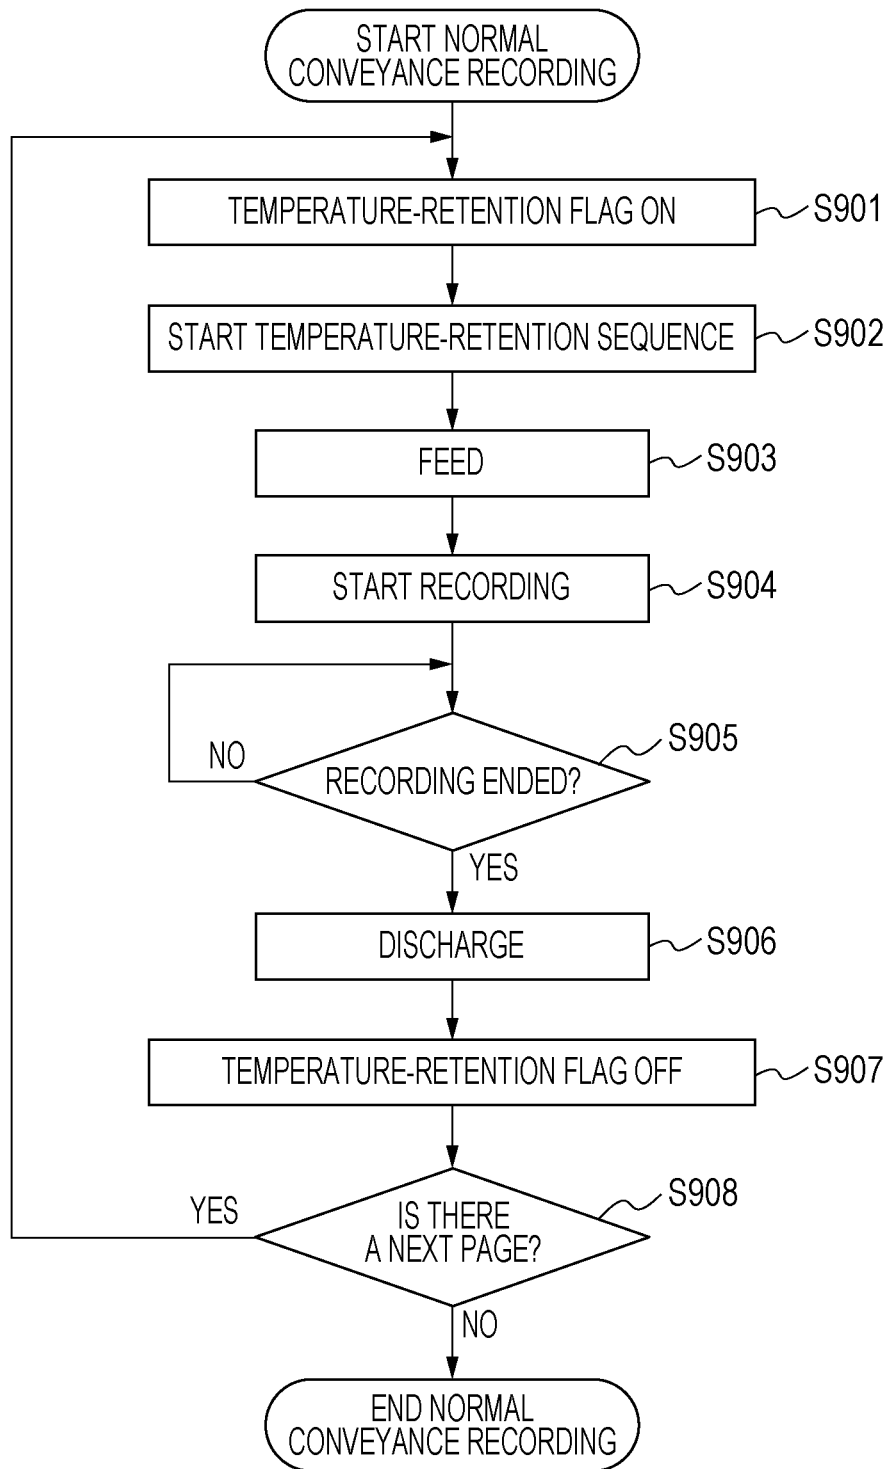 START NORMAL
CONVEYANCE RECORDING
TEMPERATURE-RETENTION FLAG ON
S901
START TEMPERATURE-RETENTION SEQUENCE
S902
FEED
S903
START RECORDING
S904
S905
NO
RECORDING ENDED?
YES
DISCHARGE
S906
TEMPERATURE-RETENTION FLAG OFF
S907
S908
YES
IS THERE
A NEXT PAGE?
NO
END NORMAL
CONVEYANCE RECORDING